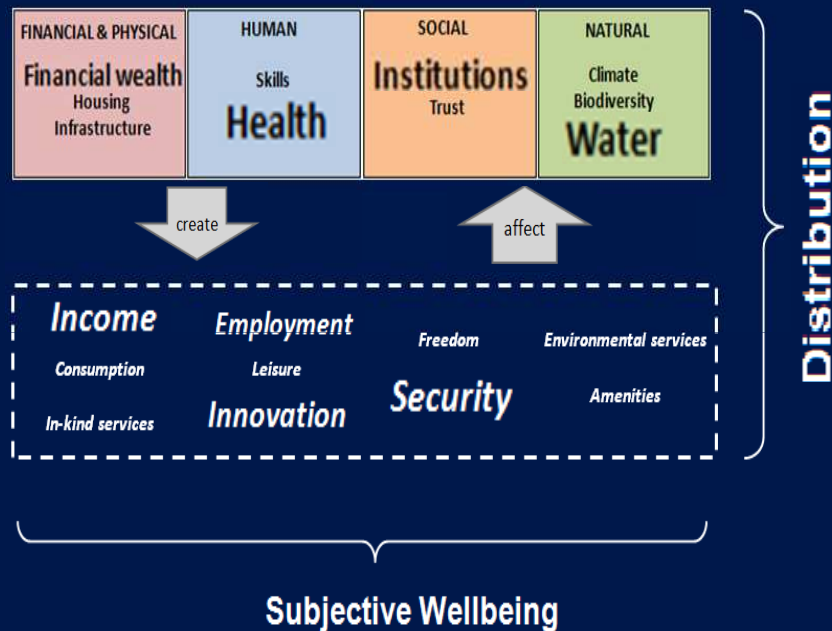 FINANCIAL & PHYSICAL
Financial wealth
Housing
Infrastructure
HUMAN
Skills
Health
SOCIAL
Institutions
Trust
NATURAL
Climate
Biodiversity
Water
create
affect
Income
Consumption
In-kind services
Employment
Leisure
Innovation
Freedom
Security
Environmental services
Amenities
Distribution
Subjective Wellbeing